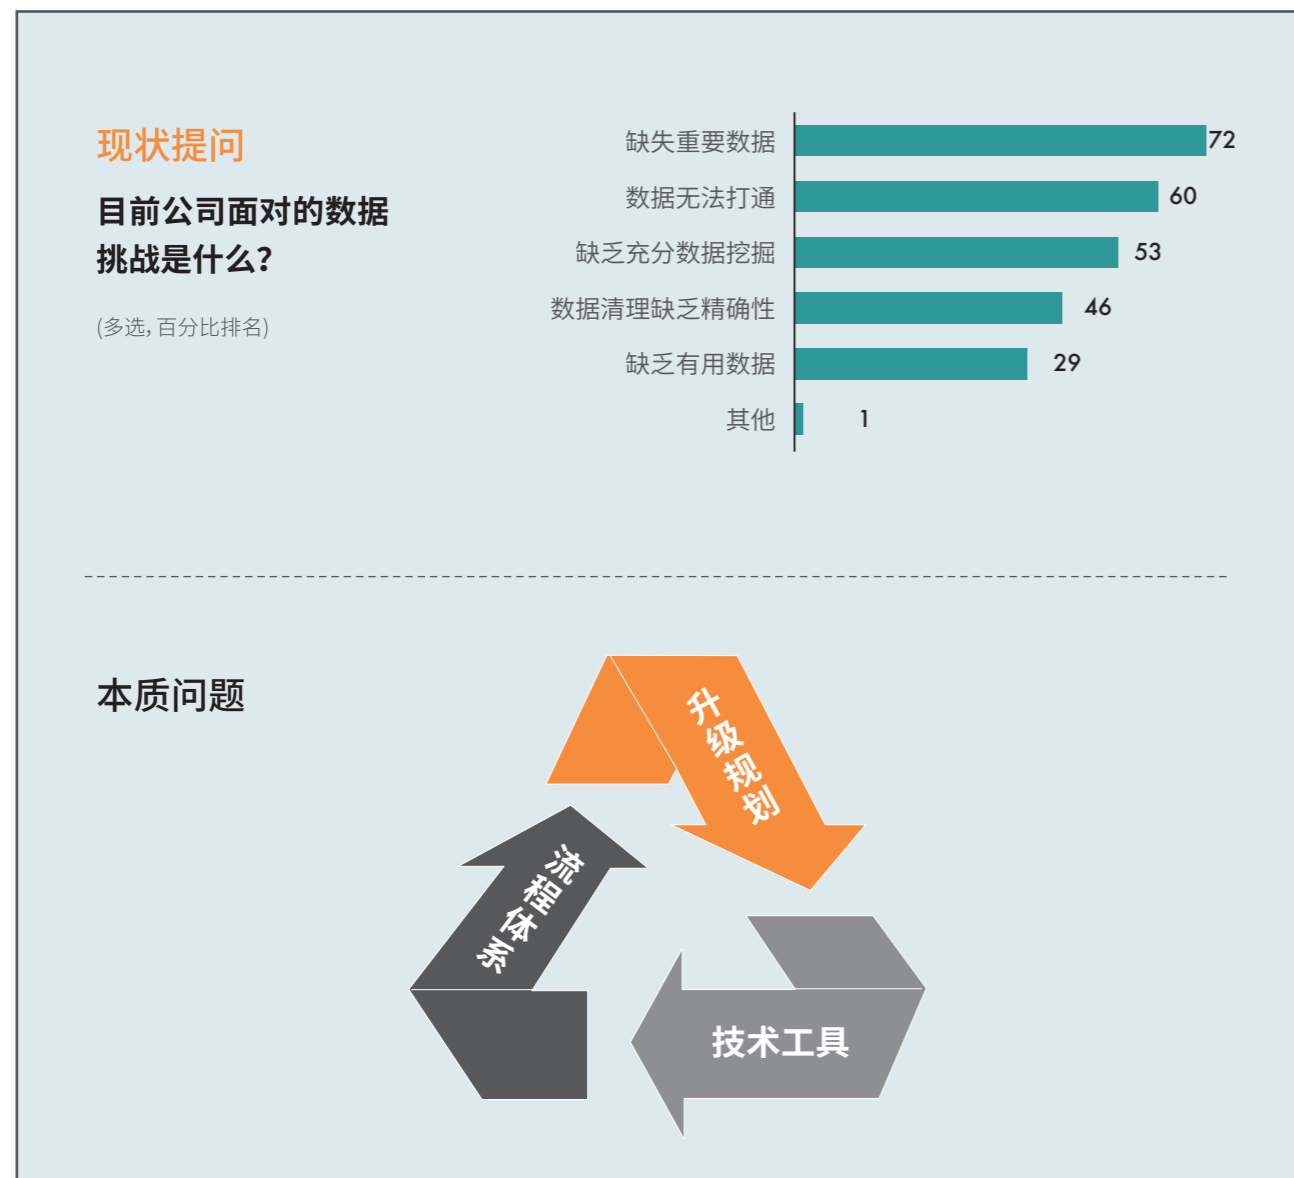 现状提问
目前公司面对的数据
挑战是什么？
(多选，百分比排名)
缺失重要数据 72
数据无法打通 60
缺乏充分数据挖掘 53
数据清理缺乏精确性 46
缺乏有用数据 29
其他 1
本质问题
升级规划
流程体系
技术工具